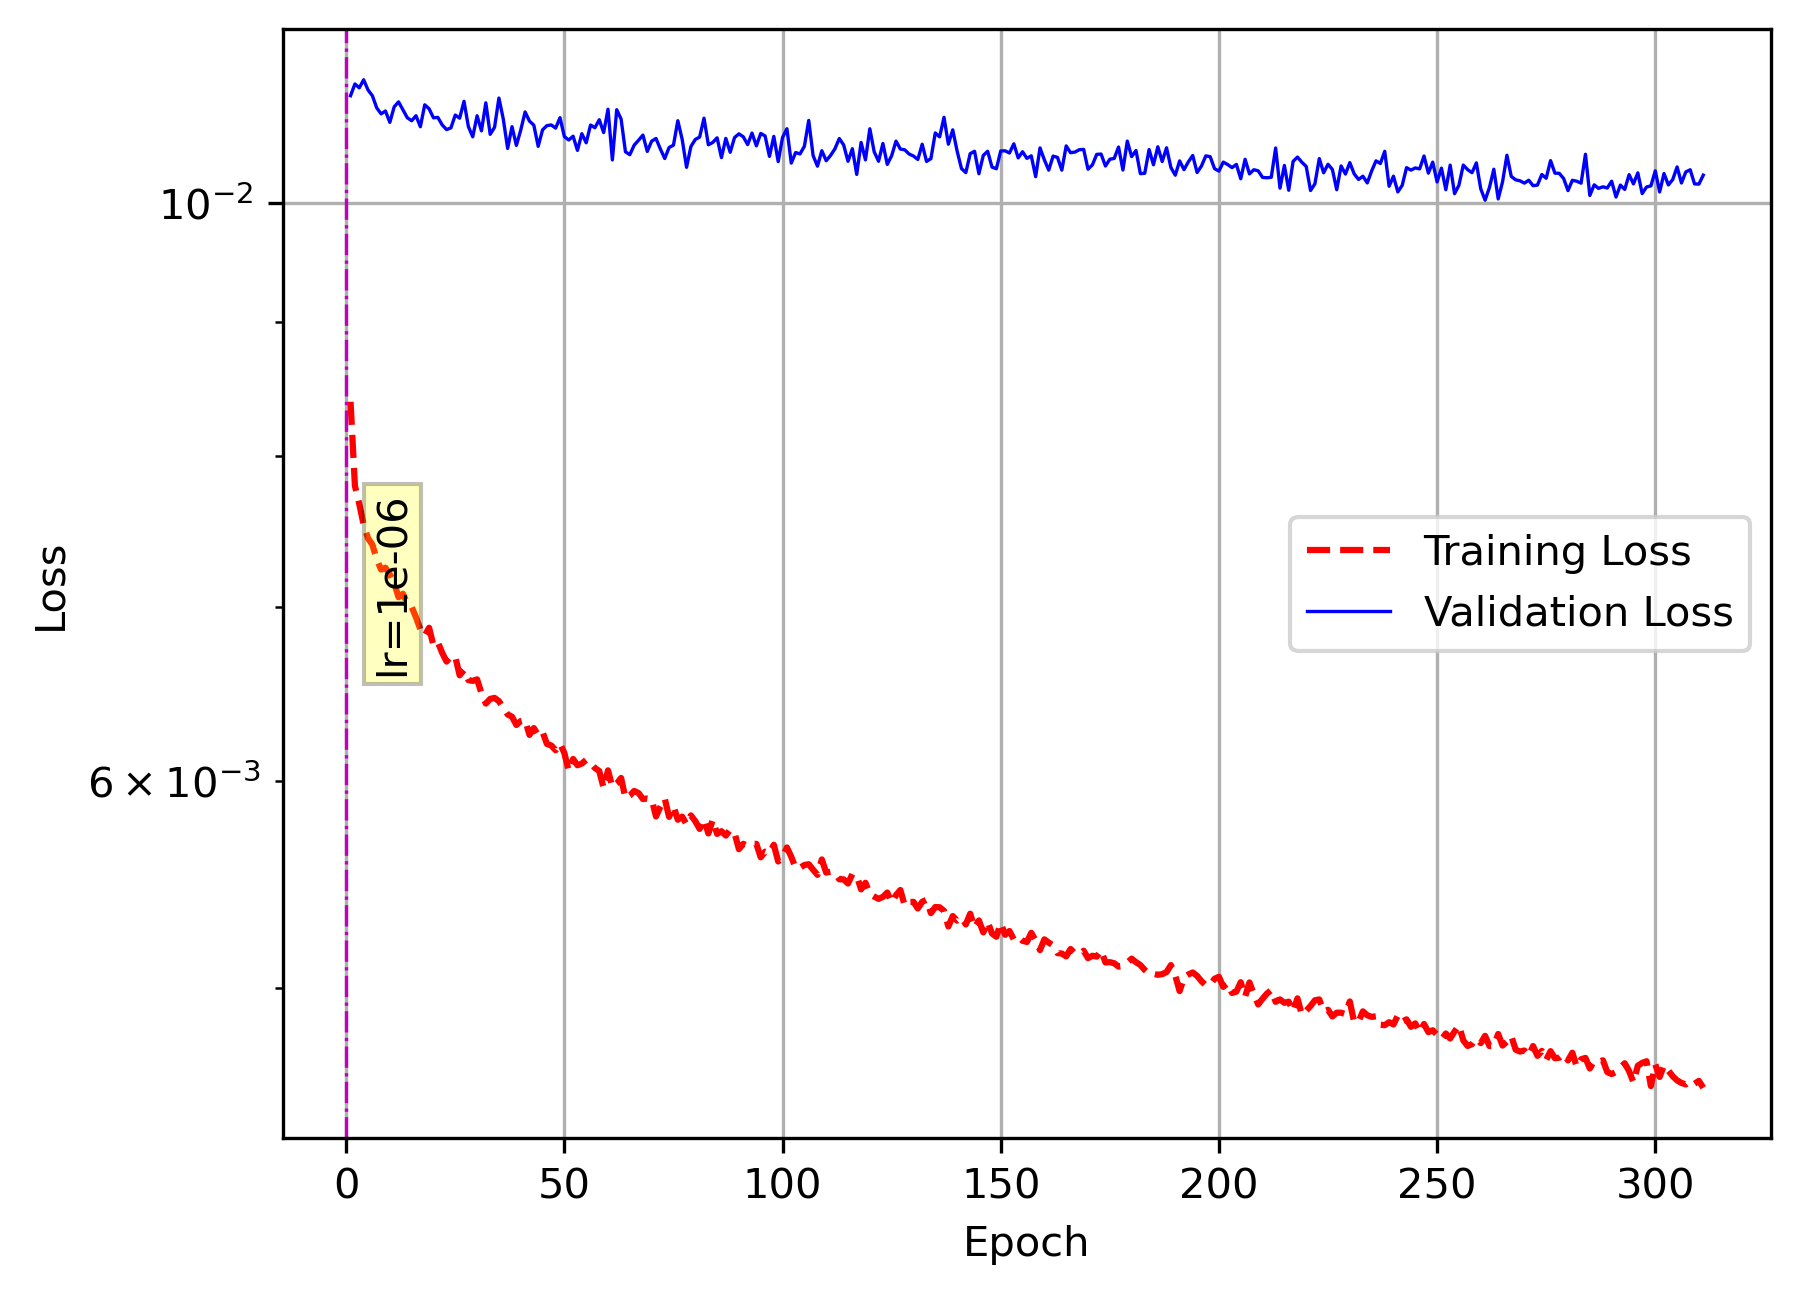 10⁻²
6 × 10⁻³
Loss
lr=1e-06
Training Loss
Validation Loss
0 50 100 150 200 250 300
Epoch